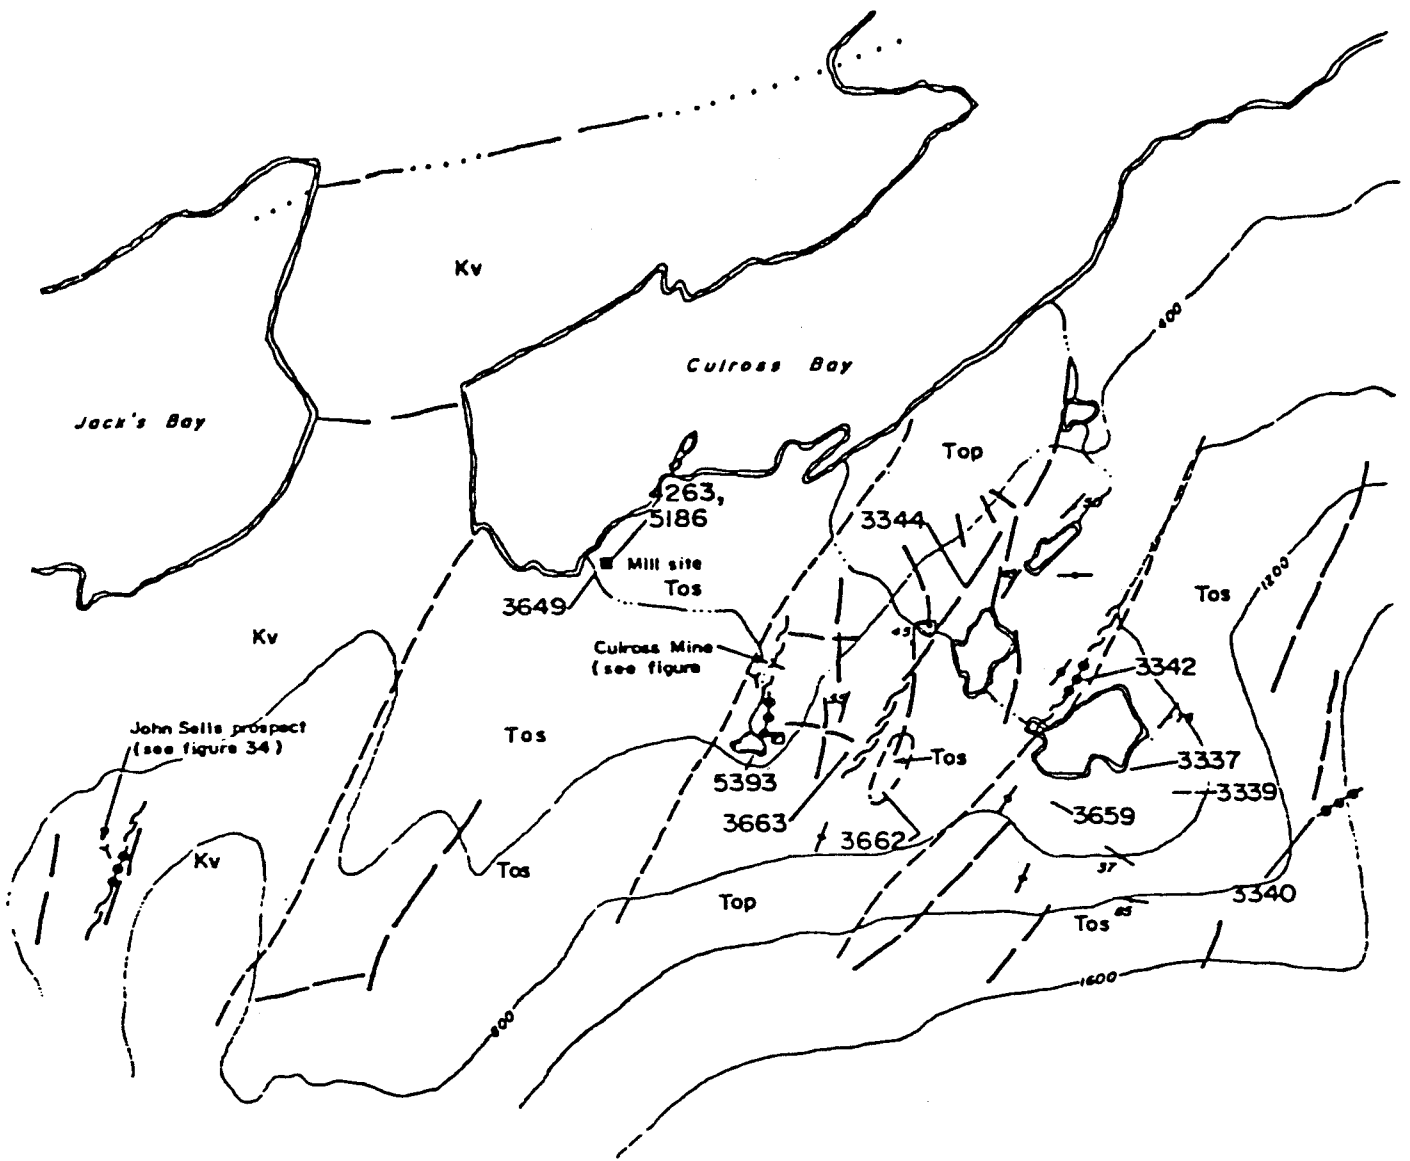 Kv
400
Culross Bay
Jack's Bay
Top
4263,
5186
3344
50
Mill site
Tos
1200
Tos
3649
45
Kv
Culross Mine
(see figure
3342
John Sells prospect
(see figure 34)
Tos
Tos
3337
5393
3339
3663
3659
3662
37
Kv
Tos
3340
Top
Tos
85
1600
800